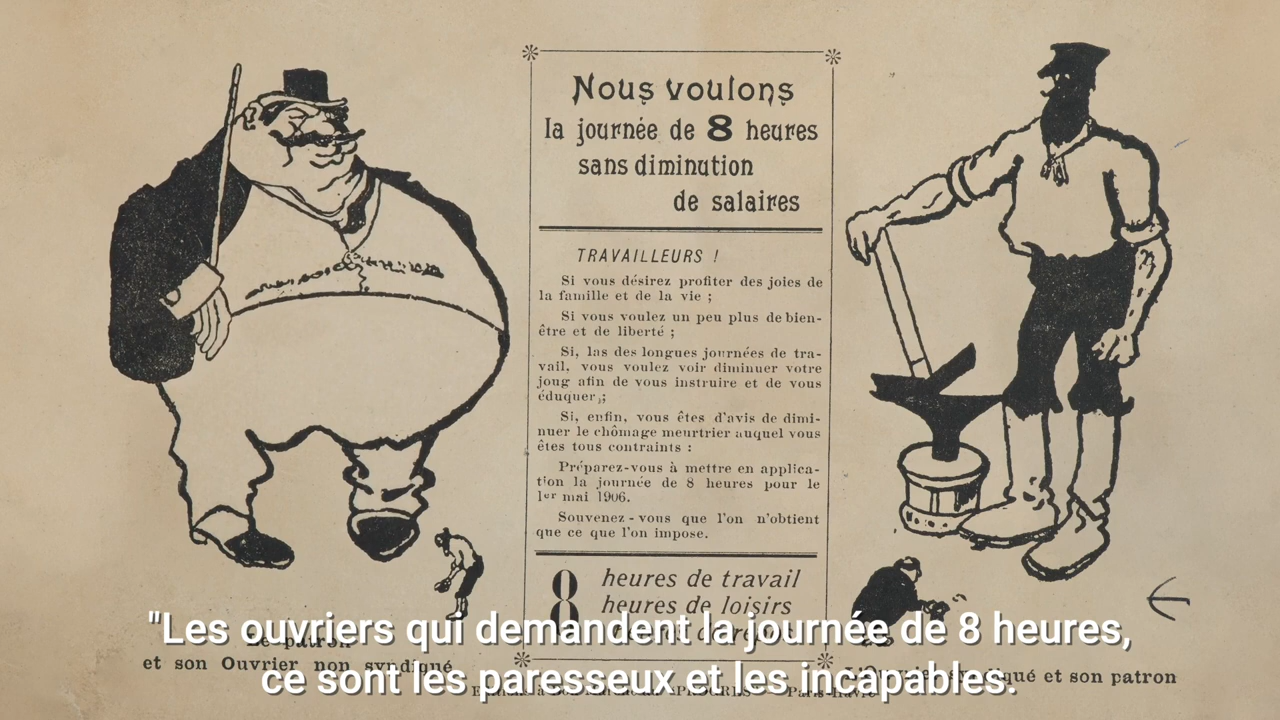 Nous voulons
la journée de 8 heures
sans diminution
de salaires
TRAVAILLEURS !
Si vous désirez profiter des joies de
la famille et de la vie ;
Si vous voulez un peu plus de bien-
être et de liberté ;
Si, las des longues journées de tra-
vail, vous voulez voir diminuer votre
joug afin de vous instruire et de vous
éduquer ;
Si, enfin, vous êtes d'avis de dimi-
nuer le chômage meurtrier auquel vous
êtes tous contraints :
Préparez-vous à mettre en applica-
tion la journée de 8 heures pour le
1er mai 1906.
Souvenez-vous que l'on n'obtient
que ce que l'on impose.
8
heures de travail
heures de loisirs
Le patron
et son Ouvrier non syndiqué
et son patron
"Les ouvriers qui demandent la journée de 8 heures,
ce sont les paresseux et les incapables.